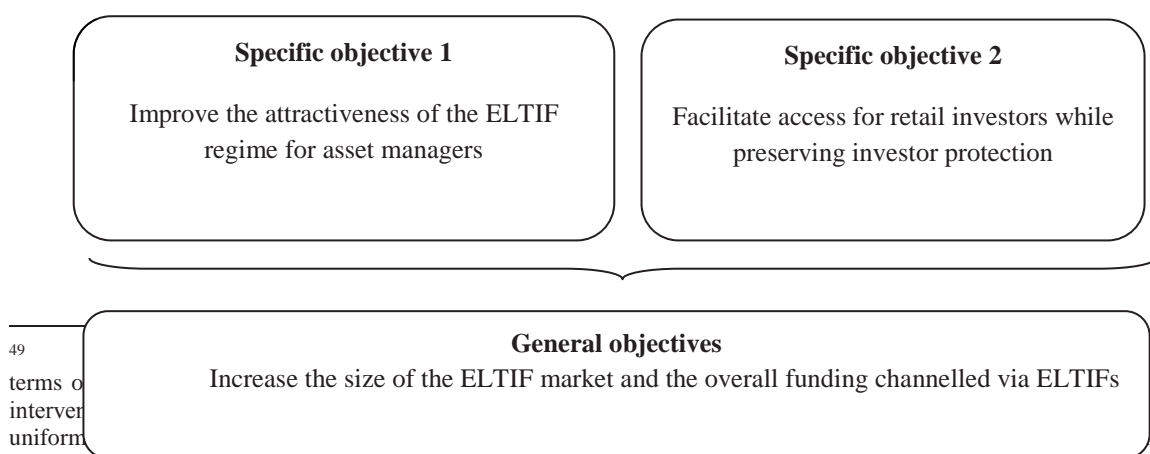 Specific objective 1
Improve the attractiveness of the ELTIF
regime for asset managers
Specific objective 2
Facilitate access for retail investors while
preserving investor protection
General objectives
Increase the size of the ELTIF market and the overall funding channelled via ELTIFs
49
terms